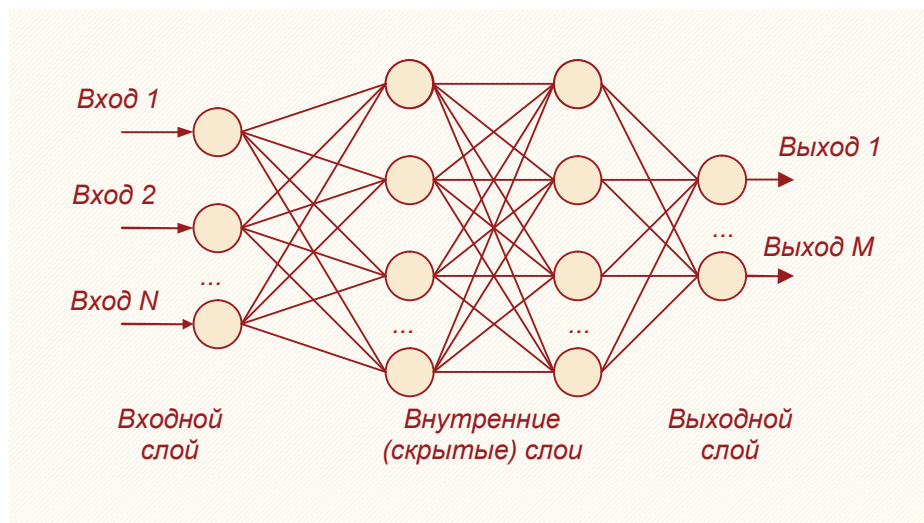 Вход 1
Вход 2
...
Вход N
...
...
Выход 1
...
Выход M
Входной
слой
Внутренние
(скрытые) слои
Выходной
слой